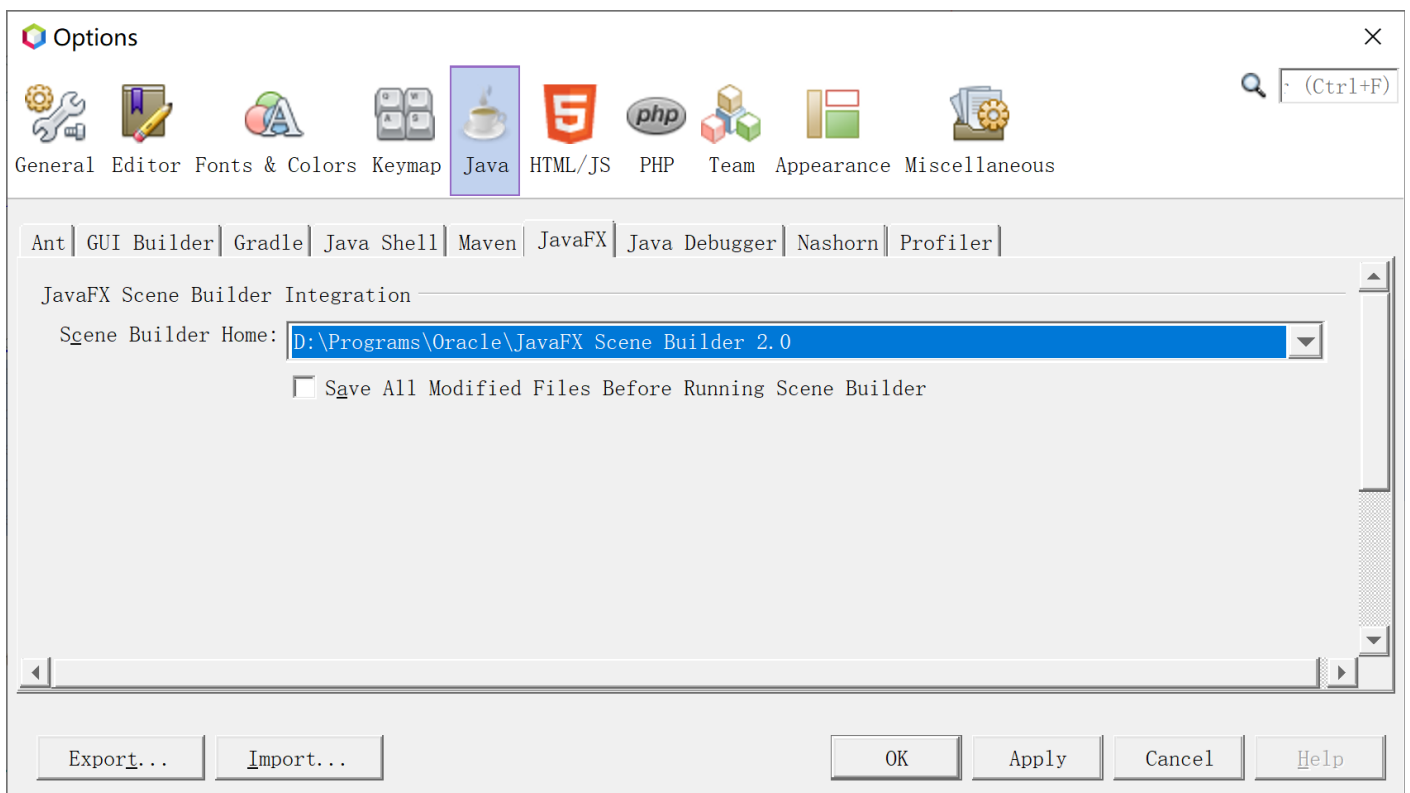 Options
(Ctrl+F)
5
php
General Editor Fonts & Colors Keymap Java HTML/JS PHP Team Appearance Miscellaneous
Ant GUI Builder Gradle Java Shell Maven JavaFX Java Debugger Nashorn Profiler
JavaFX Scene Builder Integration
Scene Builder Home: D:\Programs\Oracle\JavaFX Scene Builder 2.0
Save All Modified Files Before Running Scene Builder
Export... Import... OK Apply Cancel Help